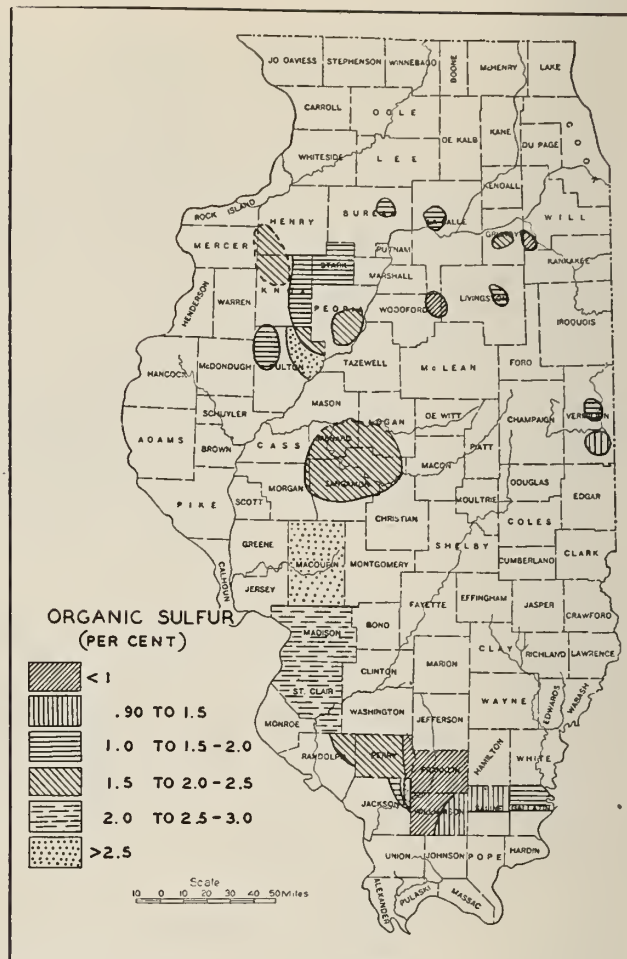 JO DAVIESS STEPHENSON WINNEBAGO BOONE McHENRY LAKE
CARROLL OGLE KANE COOK
DE KALB DU PAGE
WHITESIDE LEE
KENDALL
ROCK ISLAND HENRY BUREAU LA SALLE WILL
MERCER GRUNDY
PUTNAM KANKAKEE
STARK
MARSHALL
HENDERSON WARREN KNOX PEORIA WOODFORD LIVINGSTON
IROQUOIS
TAZEWELL McLEAN FORD
HANCOCK McDONOUGH FULTON
MASON
SCHUYLER LOGAN DE WITT CHAMPAIGN VERMILION
ADAMS BROWN CASS MENARD PIATT
MACON
SANGAMON
MORGAN DOUGLAS
PIKE SCOTT MOULTRIE EDGAR
CHRISTIAN COLES
GREENE SHELBY
MACOUPIN MONTGOMERY CUMBERLAND CLARK
CALHOUN JERSEY
FAYETTE EFFINGHAM JASPER
CRAWFORD
ORGANIC SULFUR
(PER CENT)
MADISON BOND
CLAY RICHLAND LAWRENCE
CLINTON MARION
ST. CLAIR WAYNE EDWARDS WABASH
MONROE WASHINGTON JEFFERSON
RANDOLPH PERRY HAMILTON WHITE
FRANKLIN
JACKSON WILLIAMSON SALINE GALLATIN
UNION JOHNSON POPE HARDIN
ALEXANDER PULASKI MASSAC
< 1
.90 TO 1.5
1.0 TO 1.5-2.0
1.5 TO 2.0-2.5
2.0 TO 2.5-3.0
>2.5
Scale
10 0 10 20 30 40 50 Miles